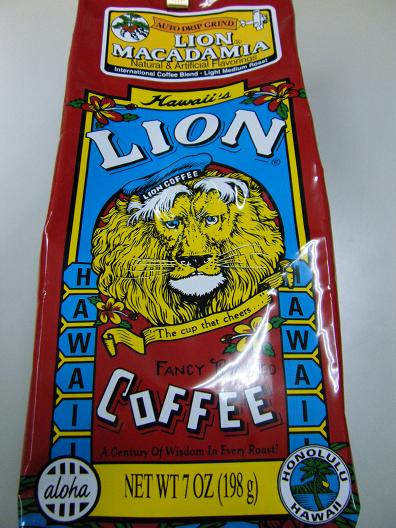 AUTO DRIP GRIND
LION
MACADAMIA
Natural & Artificial Flavorings
International Coffee Blend · Light Medium Roast
Hawaii's
LION®
LION COFFEE
"The cup that cheers...
HAWAII
HAWAII
FANCY
COFFEE
A Century Of Wisdom In Every Roast!
aloha
NET WT 7 OZ (198 g)
HONOLULU
HAWAII